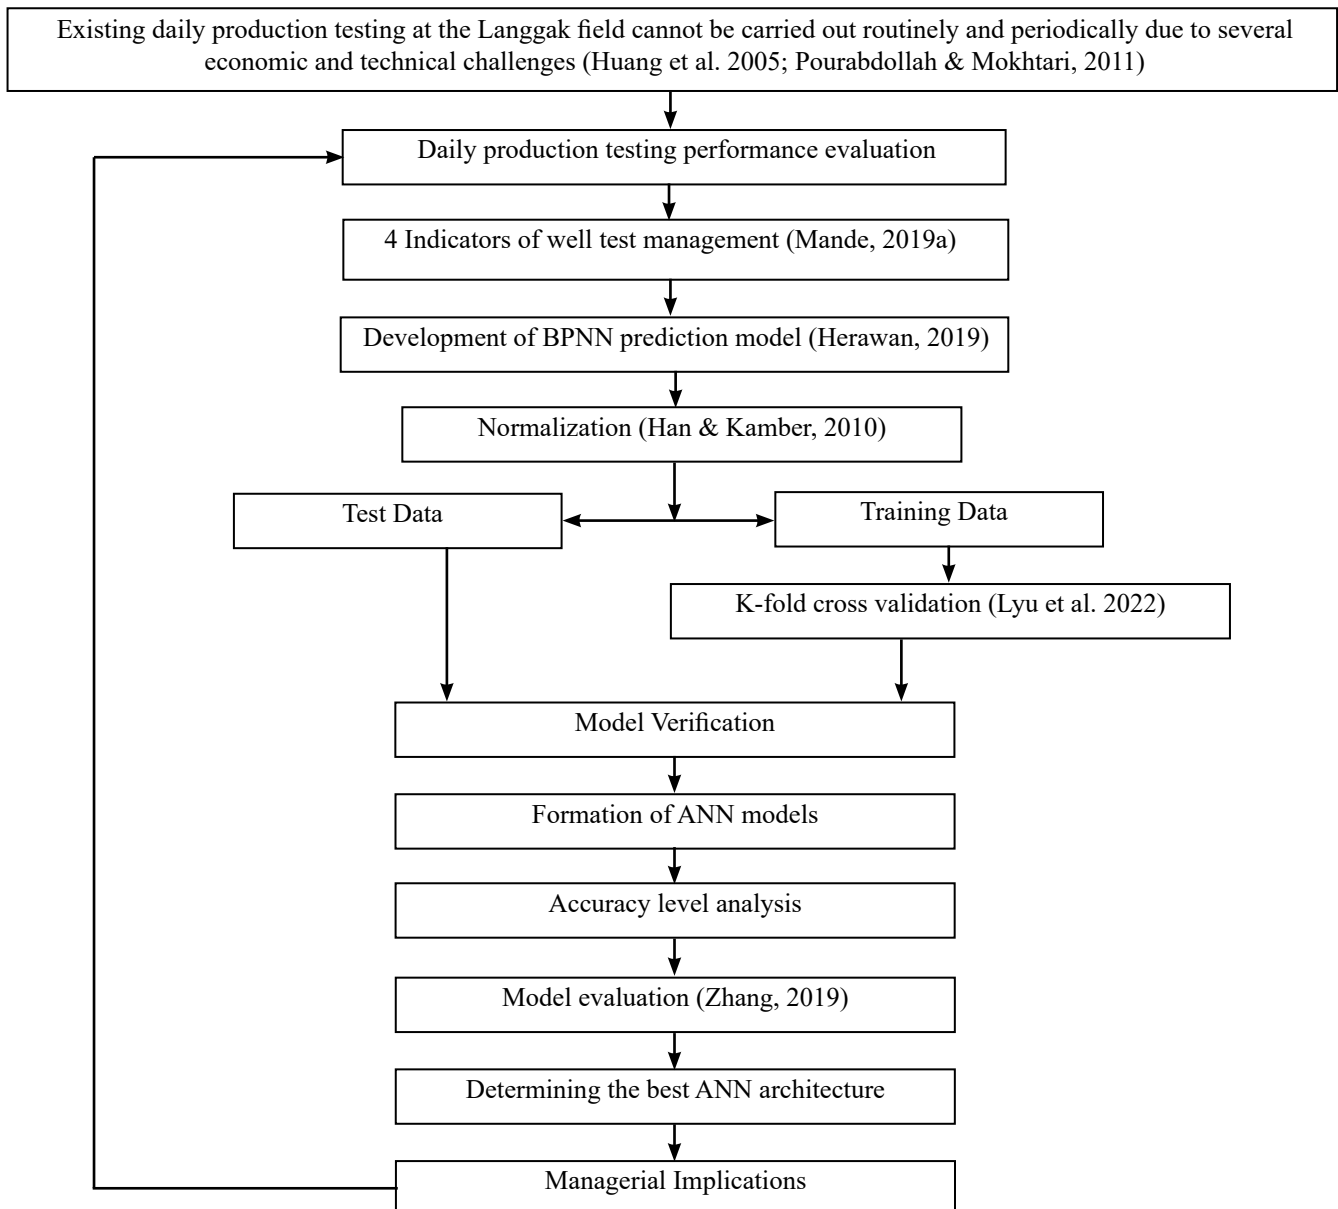 Existing daily production testing at the Langgak field cannot be carried out routinely and periodically due to several
economic and technical challenges (Huang et al. 2005; Pourabdollah & Mokhtari, 2011)
Daily production testing performance evaluation
4 Indicators of well test management (Mande, 2019a)
Development of BPNN prediction model (Herawan, 2019)
Normalization (Han & Kamber, 2010)
Test Data
Training Data
K-fold cross validation (Lyu et al. 2022)
Model Verification
Formation of ANN models
Accuracy level analysis
Model evaluation (Zhang, 2019)
Determining the best ANN architecture
Managerial Implications